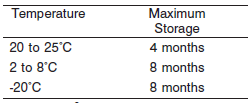 Temperature Maximum
Storage
20 to 25°C 4 months
2 to 8°C 8 months
-20°C 8 months